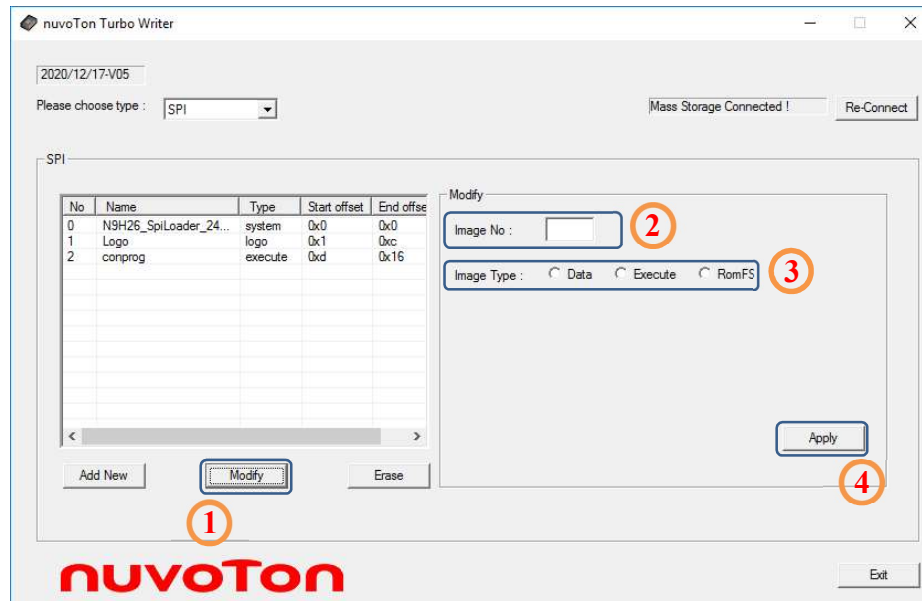 nuvoTon Turbo Writer
2020/12/17-V05
Please choose type : SPI
Mass Storage Connected ! Re-Connect
SPI
No Name Type Start offset End offse
0 N9H26_SpiLoader_24... system 0x0 0x0
1 Logo logo 0x1 0xc
2 conprog execute 0xd 0x16
Modify
Image No : 2
Image Type : Data Execute RomFS 3
Apply
4
Add New Modify Erase
1
nuvoTon
Exit